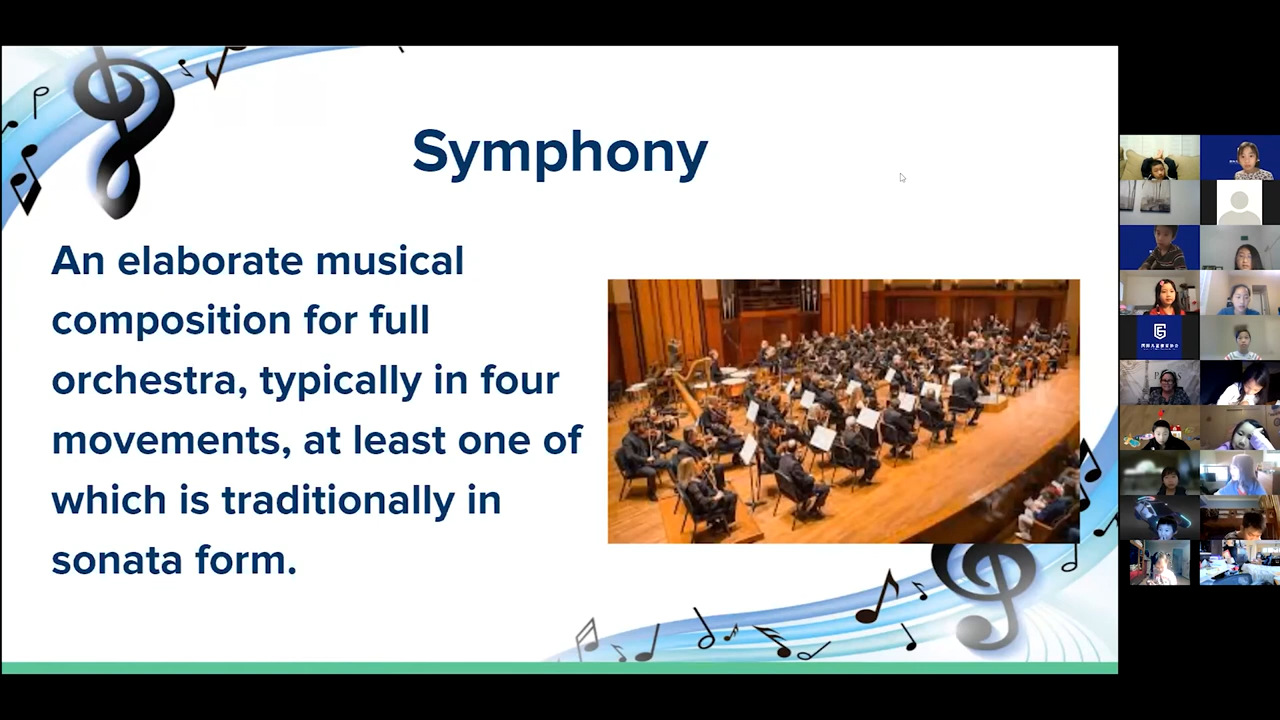 Symphony
An elaborate musical
composition for full
orchestra, typically in four
movements, at least one of
which is traditionally in
sonata form.